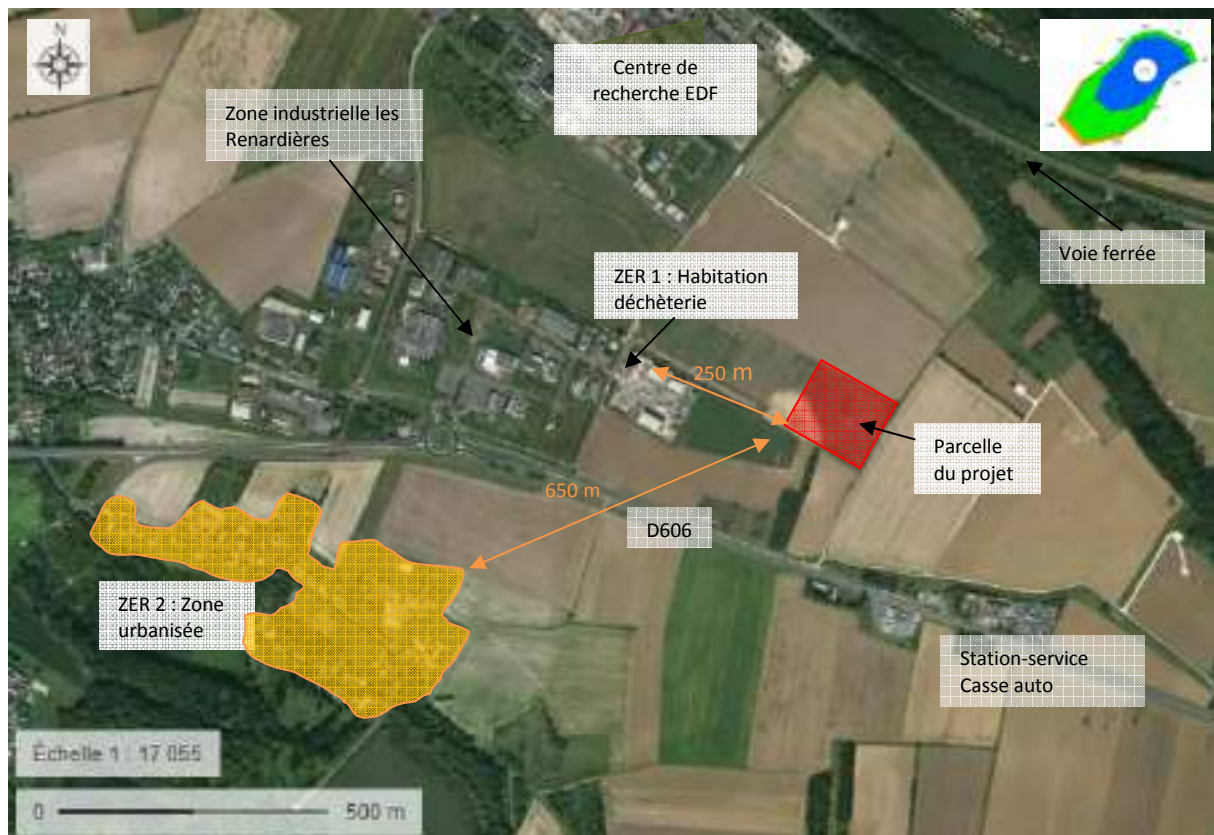 N
Centre de
recherche EDF
Zone industrielle les
Renardières
Voie ferrée
ZER 1 : Habitation
déchèterie
250 m
Parcelle
du projet
650 m
D606
ZER 2 : Zone
urbanisée
Station-service
Casse auto
Échelle 1 : 17 055
0
500 m